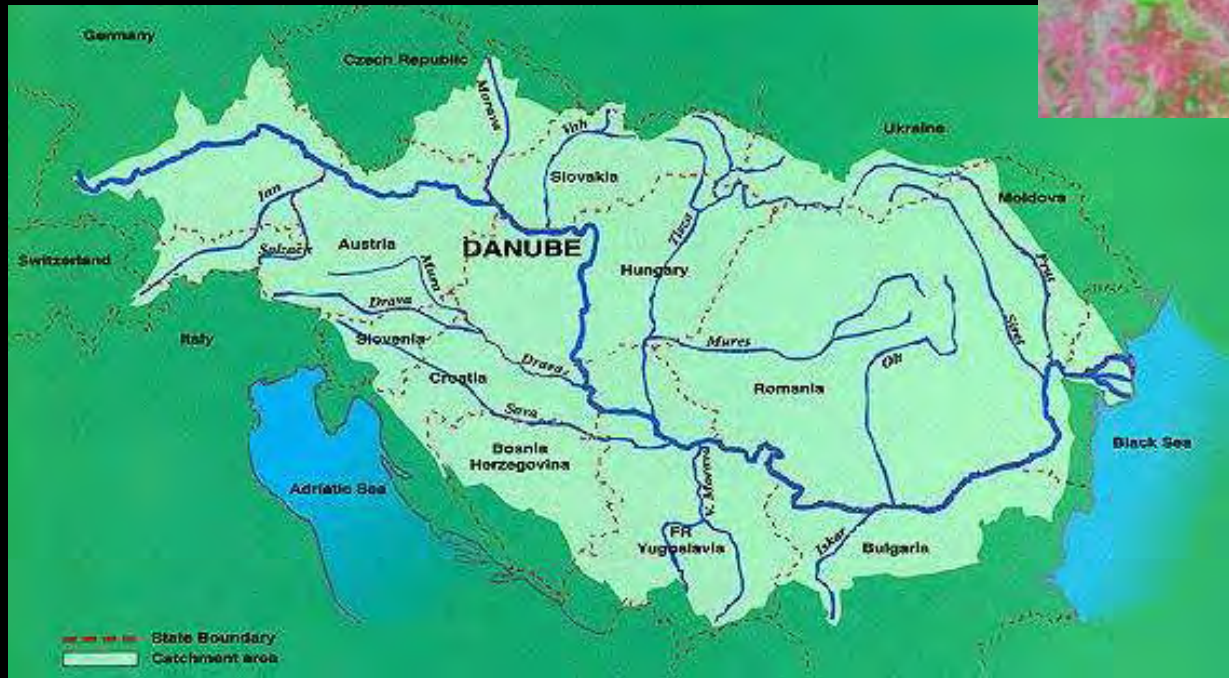 Germany
Czech Republic
Ukraine
Morava
Vah
Slovakia
Moldova
Inn
Salzach
Austria
DANUBE
Switzerland
Hungary
Tisza
Mura
Prut
Siret
Drava
Italy
Slovenia
Mures
Olt
Drava
Croatia
Romania
Sava
Bosnia
Herzegovina
Black Sea
Adriatic Sea
V. Morava
FR
Yugoslavia
Iskar
Bulgaria
State Boundary
Catchment area